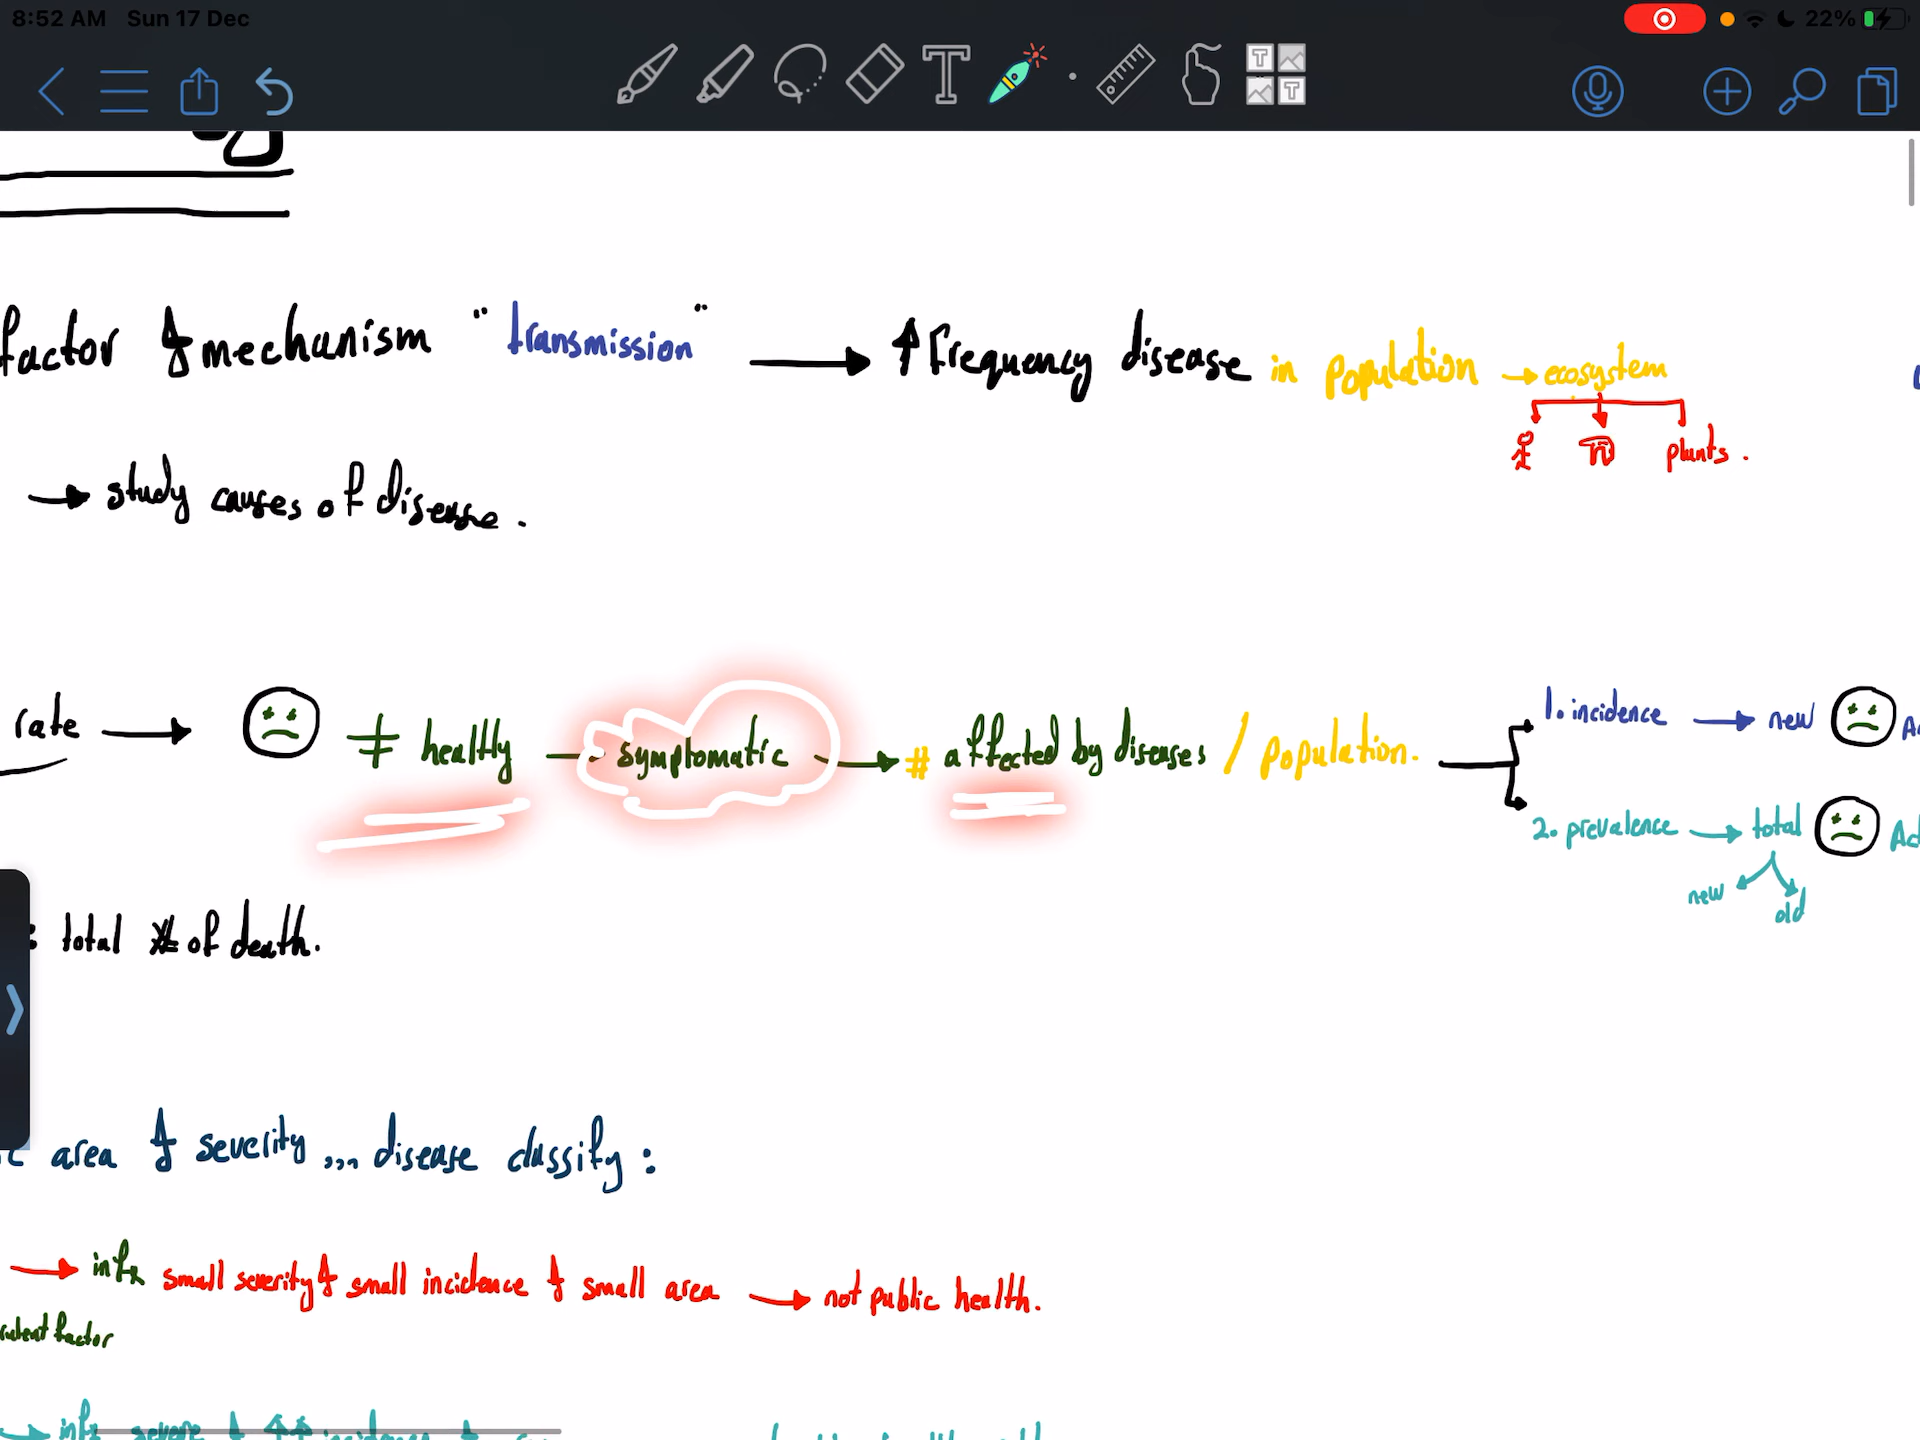 8:52 AM Sun 17 Dec 22%
factor & mechanism "transmission" → ↑ frequency disease in population → ecosystem
plants.
→ study causes of disease.
rate → ≠ healthy — symptomatic → # affected by diseases / population.
1. incidence → new
2. prevalence → total
new old
: total # of death.
area & severity ,,,, disease classify :
→ infx small severity & small incidence & small area → not public health.